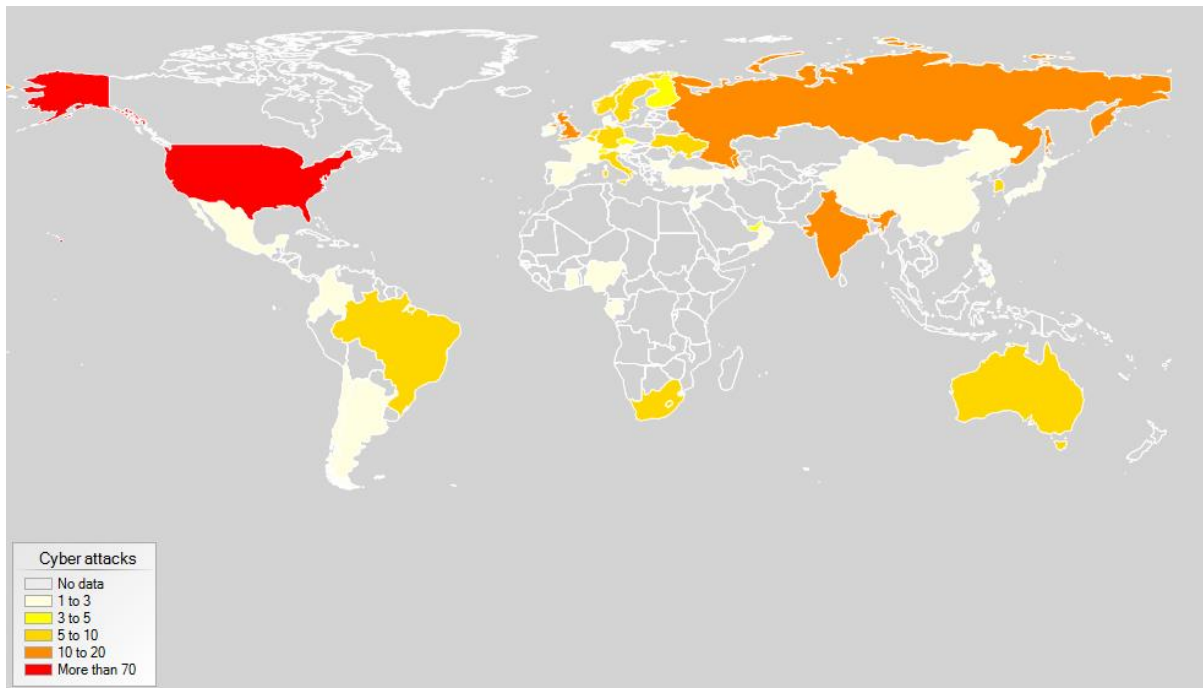 Cyber attacks
No data
1 to 3
3 to 5
5 to 10
10 to 20
More than 70